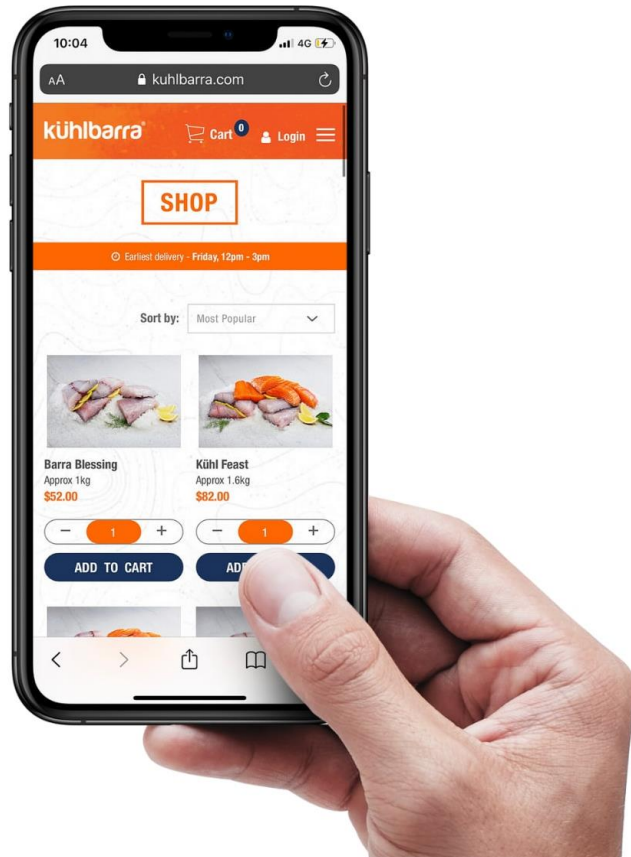 10:04
4G
AA kuhlbarra.com
kühlbarra®
Cart 0 Login
SHOP
Earliest delivery - Friday, 12pm - 3pm
Sort by: Most Popular
Barra Blessing
Approx 1kg
$52.00
Kühl Feast
Approx 1.6kg
$82.00
− 1 +
− 1 +
ADD TO CART
AD